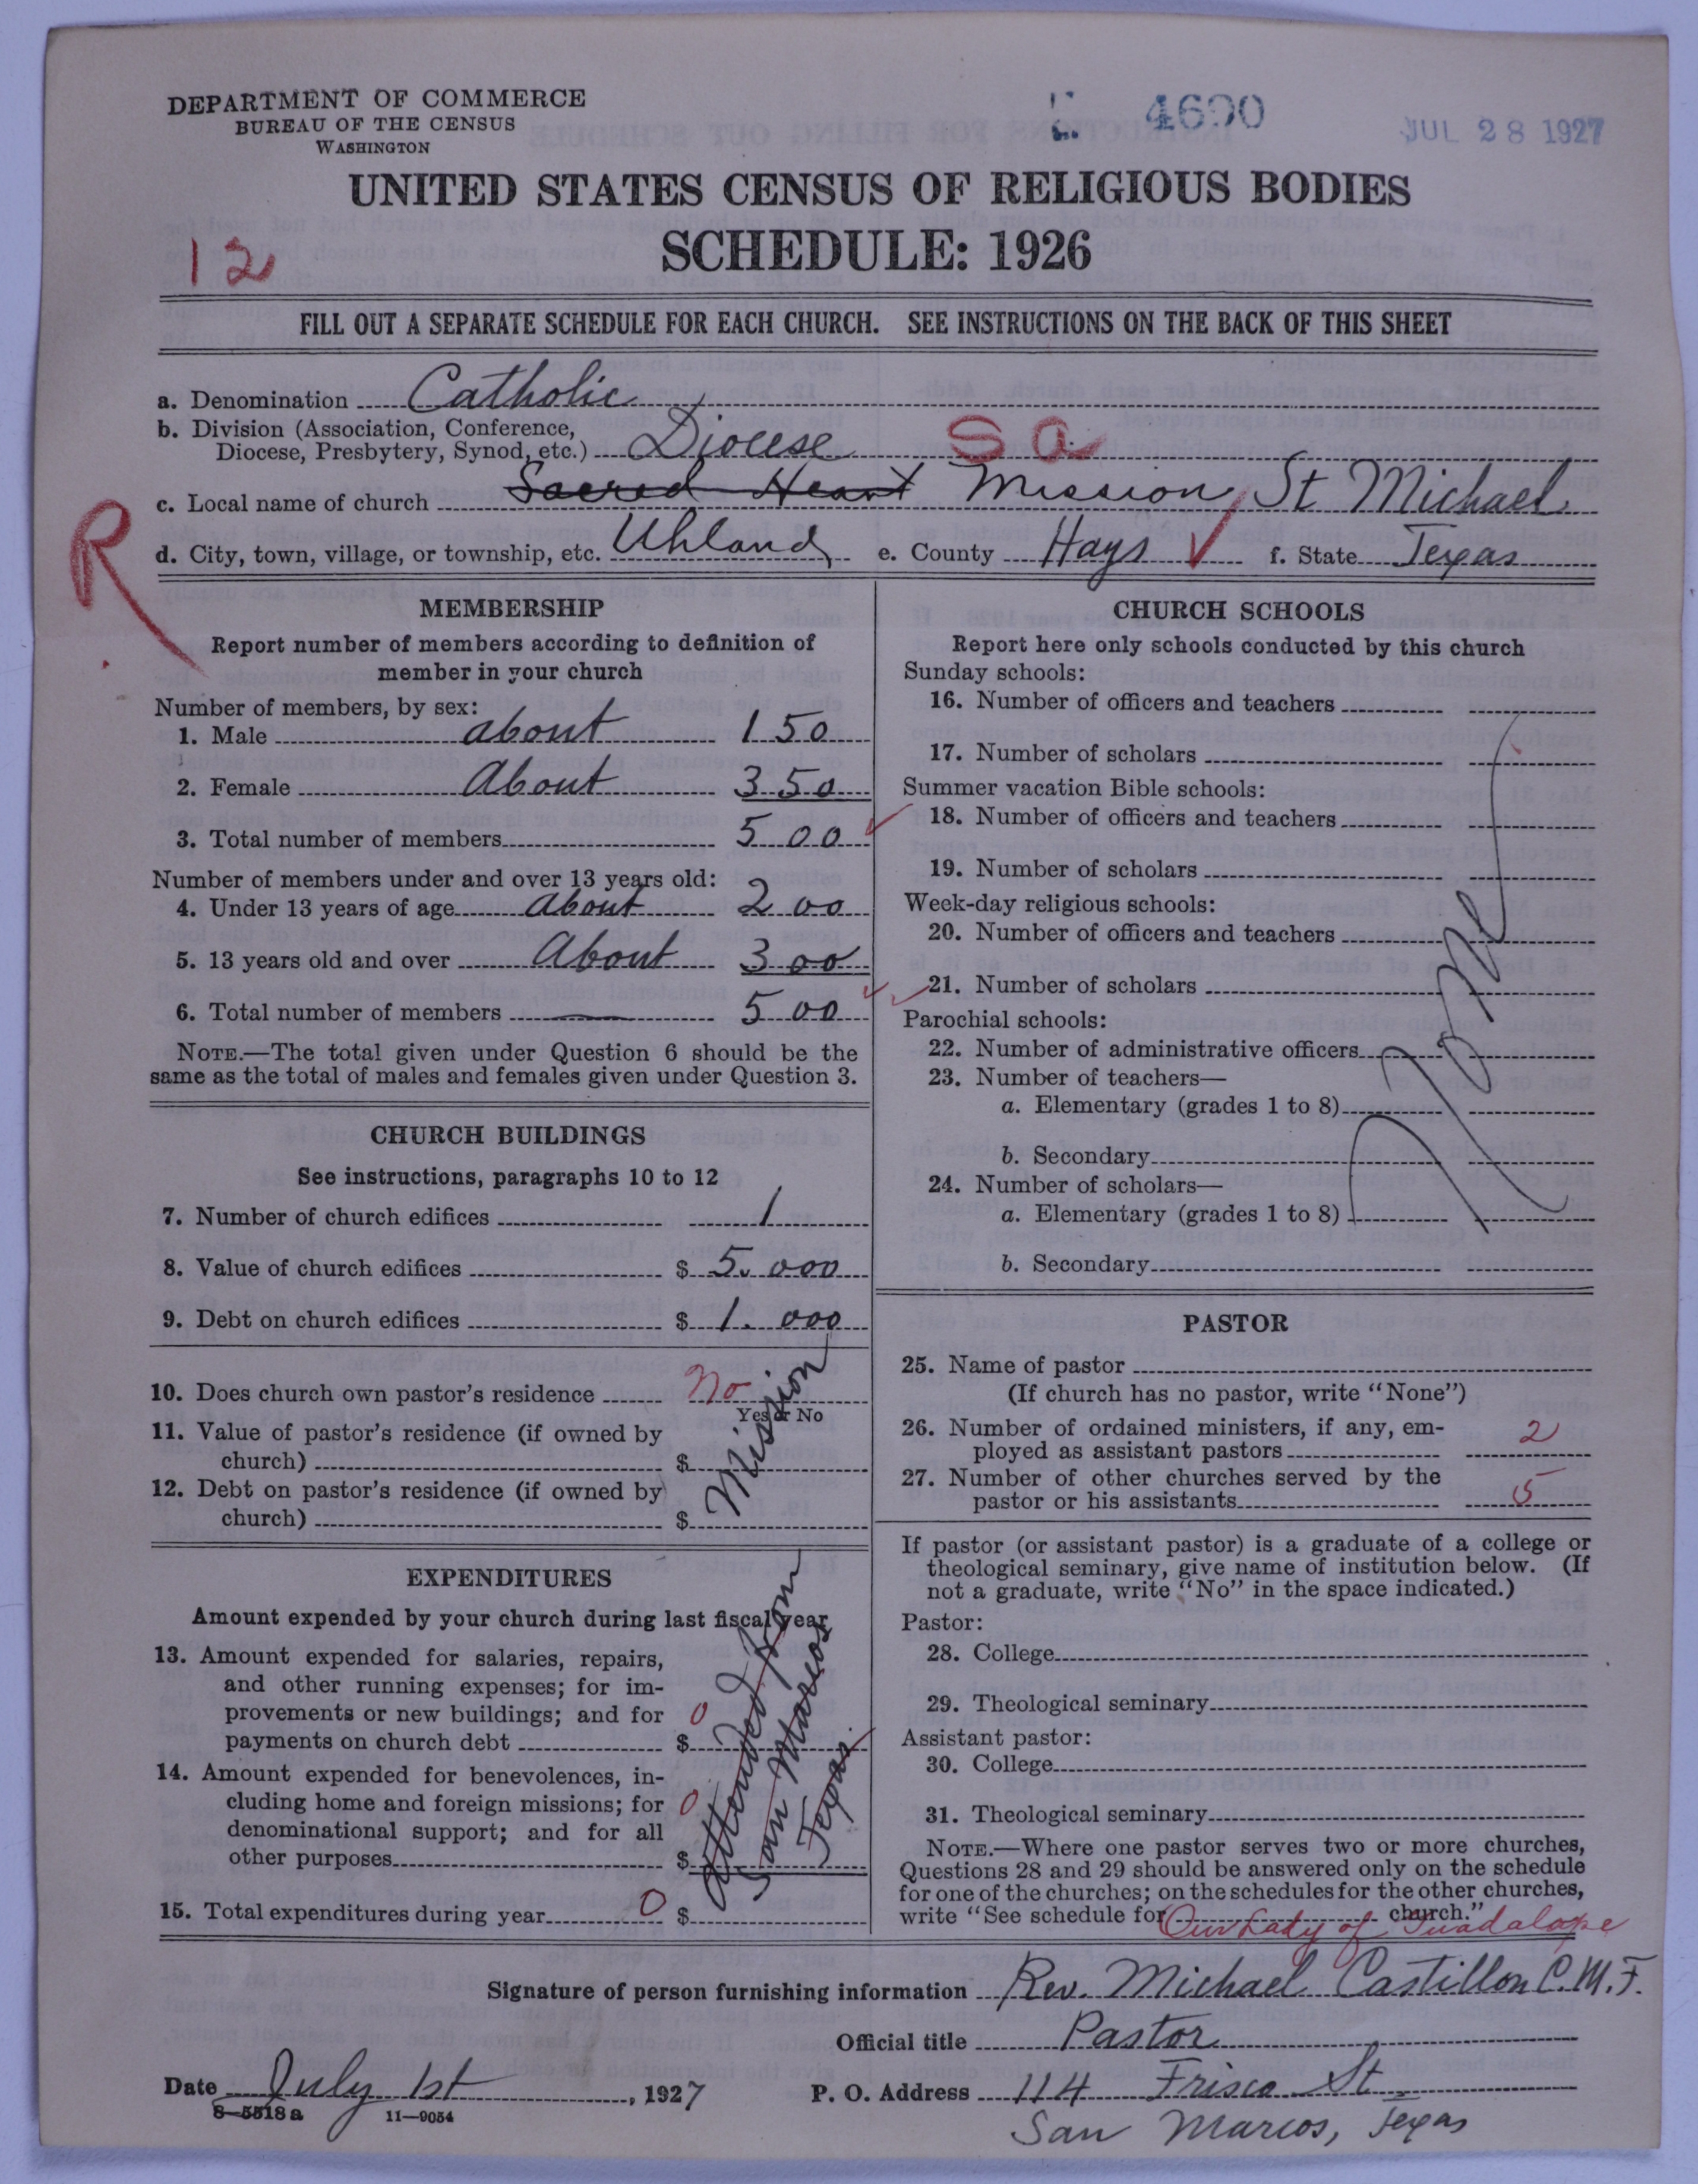 DEPARTMENT OF COMMERCE
BUREAU OF THE CENSUS
WASHINGTON
4690
JUL 28 1927
UNITED STATES CENSUS OF RELIGIOUS BODIES
SCHEDULE: 1926
12
FILL OUT A SEPARATE SCHEDULE FOR EACH CHURCH. SEE INSTRUCTIONS ON THE BACK OF THIS SHEET
a. Denomination Catholic
b. Division (Association, Conference,
Diocese, Presbytery, Synod, etc.) Diocese S a
c. Local name of church Sacred Heart Mission St Michael
R
d. City, town, village, or township, etc. Uhland e. County Hays f. State Texas
MEMBERSHIP
Report number of members according to definition of
member in your church
Number of members, by sex:
1. Male about 150
2. Female About 350
3. Total number of members 500
Number of members under and over 13 years old:
4. Under 13 years of age about 200
5. 13 years old and over About 300
6. Total number of members 500
NOTE.—The total given under Question 6 should be the
same as the total of males and females given under Question 3.
CHURCH BUILDINGS
See instructions, paragraphs 10 to 12
7. Number of church edifices 1
8. Value of church edifices $ 5.000
9. Debt on church edifices $ 1.000
10. Does church own pastor's residence No
Yes or No
11. Value of pastor's residence (if owned by
church) $
12. Debt on pastor's residence (if owned by
church) $
Mission
EXPENDITURES
Amount expended by your church during last fiscal year
13. Amount expended for salaries, repairs,
and other running expenses; for im-
provements or new buildings; and for
payments on church debt $ 0
14. Amount expended for benevolences, in-
cluding home and foreign missions; for
denominational support; and for all
other purposes $ 0
15. Total expenditures during year 0 $
attended from
San Marcos
Texas
CHURCH SCHOOLS
Report here only schools conducted by this church
Sunday schools:
16. Number of officers and teachers
17. Number of scholars
Summer vacation Bible schools:
18. Number of officers and teachers
19. Number of scholars
Week-day religious schools:
20. Number of officers and teachers
21. Number of scholars
Parochial schools:
22. Number of administrative officers
23. Number of teachers—
a. Elementary (grades 1 to 8)
b. Secondary
24. Number of scholars—
a. Elementary (grades 1 to 8)
b. Secondary
None
PASTOR
25. Name of pastor
(If church has no pastor, write "None")
26. Number of ordained ministers, if any, em-
ployed as assistant pastors 2
27. Number of other churches served by the
pastor or his assistants 5
If pastor (or assistant pastor) is a graduate of a college or
theological seminary, give name of institution below. (If
not a graduate, write "No" in the space indicated.)
Pastor:
28. College
29. Theological seminary
Assistant pastor:
30. College
31. Theological seminary
NOTE.—Where one pastor serves two or more churches,
Questions 28 and 29 should be answered only on the schedule
for one of the churches; on the schedules for the other churches,
write "See schedule for church."
Our Lady of Guadalope
Signature of person furnishing information Rev. Michael Castillon C.M.F.
Official title Pastor
Date July 1st, 1927 P. O. Address 114 Frisco St
8—5518a 11—9054
San Marcos, Texas